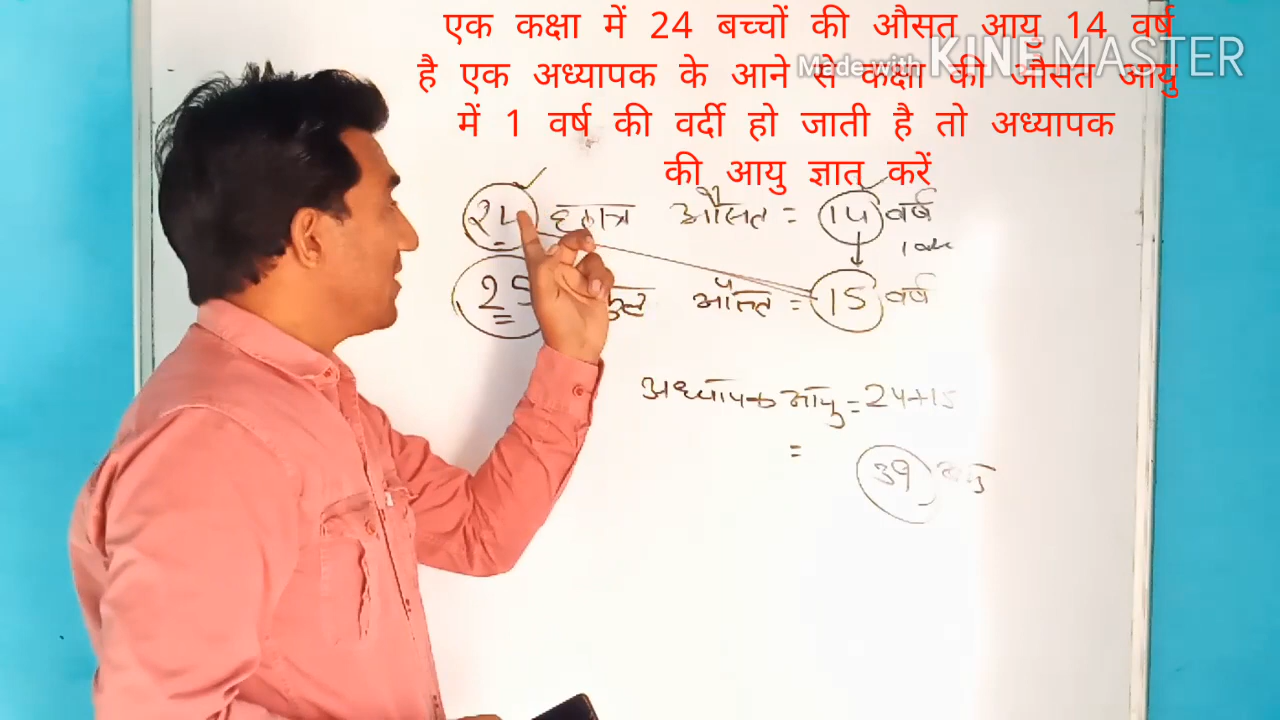 एक कक्षा में 24 बच्चों की औसत आयु 14 वर्ष
Made with KINEMASTER
है एक अध्यापक के आने से कक्षा की औसत आयु
में 1 वर्ष की वर्दी हो जाती है तो अध्यापक
की आयु ज्ञात करें
24 छात्र औसत = 14 वर्ष
25 औसत = 15 वर्ष
अध्यापक आयु = 24+15
= 39 वर्ष